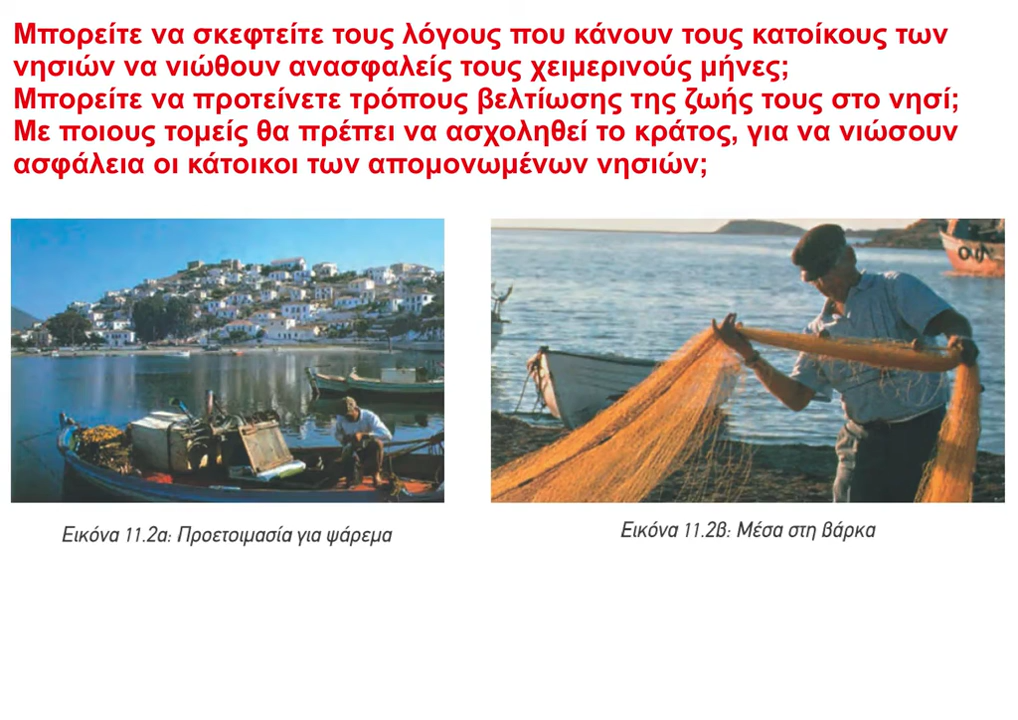 Μπορείτε να σκεφτείτε τους λόγους που κάνουν τους κατοίκους των
νησιών να νιώθουν ανασφαλείς τους χειμερινούς μήνες;
Μπορείτε να προτείνετε τρόπους βελτίωσης της ζωής τους στο νησί;
Με ποιους τομείς θα πρέπει να ασχοληθεί το κράτος, για να νιώσουν
ασφάλεια οι κάτοικοι των απομονωμένων νησιών;
Εικόνα 11.2α: Προετοιμασία για ψάρεμα
Εικόνα 11.2β: Μέσα στη βάρκα